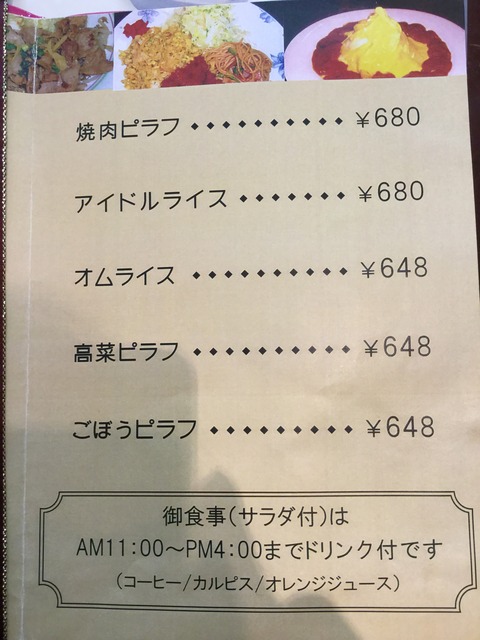 焼肉ピラフ ◆◆◆◆◆◆◆◆◆◆ ¥680
アイドルライス ◆◆◆◆◆◆◆ ¥680
オムライス ◆◆◆◆◆◆◆◆◆◆ ¥648
高菜ピラフ ◆◆◆◆◆◆◆◆◆◆ ¥648
ごぼうピラフ ◆◆◆◆◆◆◆◆◆ ¥648
御食事(サラダ付)は
AM11:00〜PM4:00までドリンク付です
(コーヒー/カルピス/オレンジジュース)